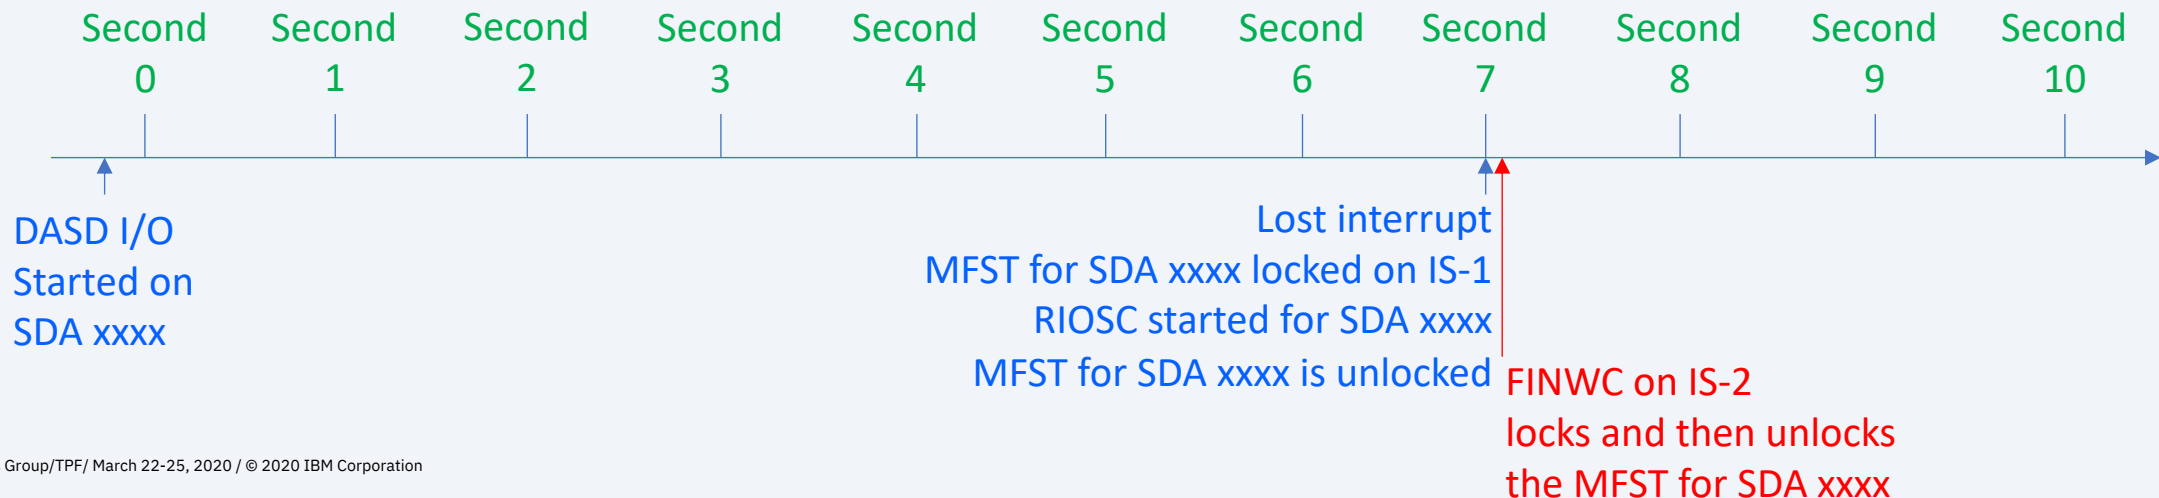 Second Second Second Second Second Second Second Second Second Second Second
0 1 2 3 4 5 6 7 8 9 10
DASD I/O
Started on
SDA xxxx
Lost interrupt
MFST for SDA xxxx locked on IS-1
RIOSC started for SDA xxxx
MFST for SDA xxxx is unlocked
FINWC on IS-2
locks and then unlocks
the MFST for SDA xxxx
Group/TPF/ March 22-25, 2020 / © 2020 IBM Corporation